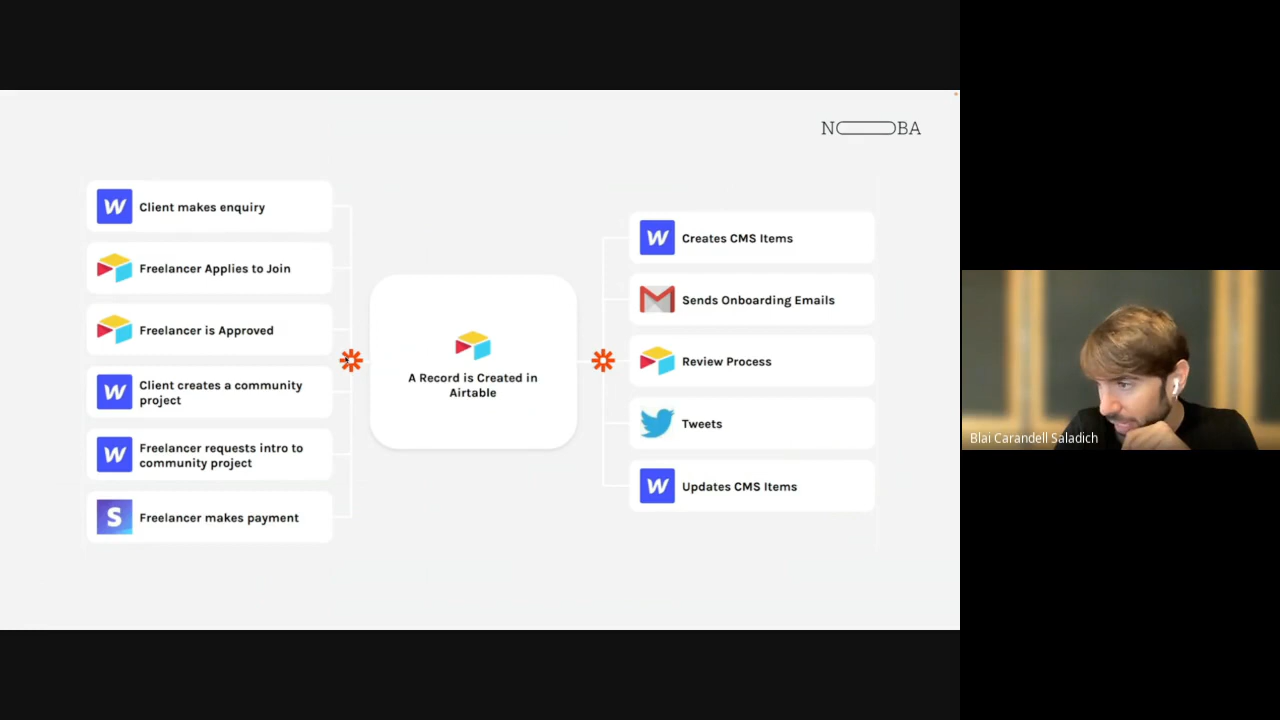 N BA
Client makes enquiry
Freelancer Applies to Join
Freelancer is Approved
Client creates a community
project
Freelancer requests intro to
community project
Freelancer makes payment
A Record is Created in
Airtable
Creates CMS Items
Sends Onboarding Emails
Review Process
Tweets
Updates CMS Items
Blai Carandell Saladich